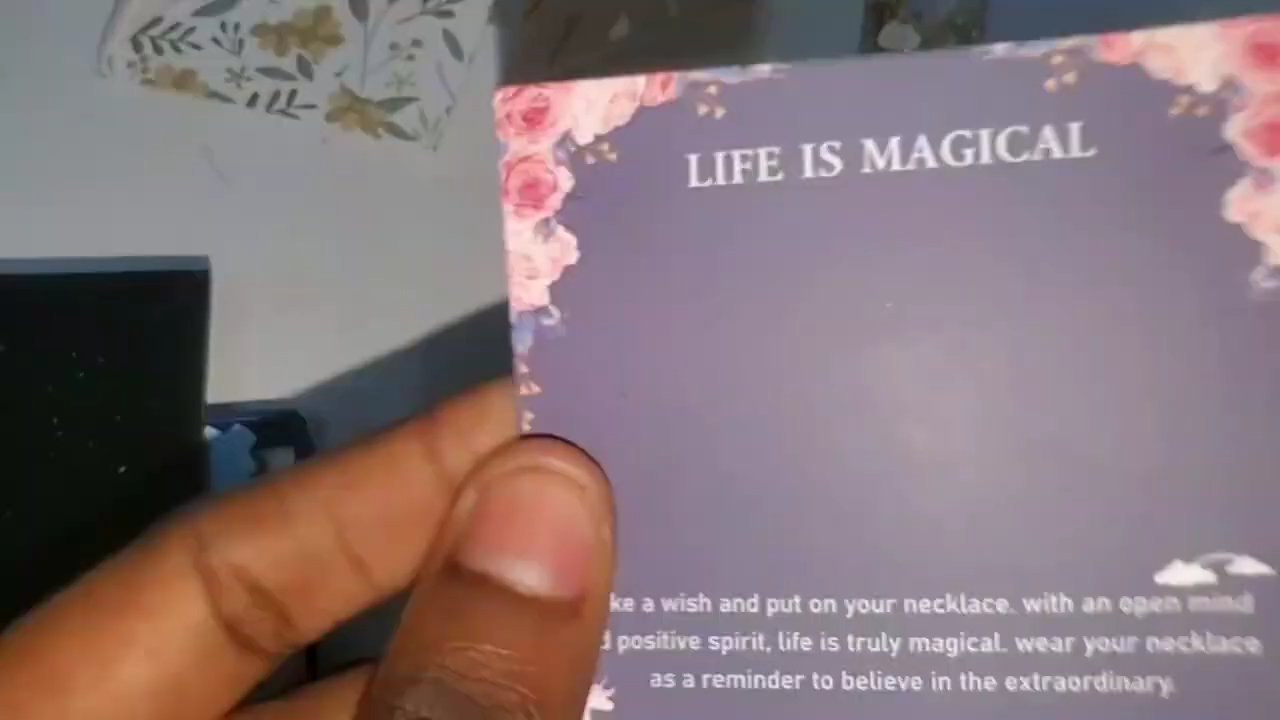 LIFE IS MAGICAL
ke a wish and put on your necklace. with an open mind
d positive spirit, life is truly magical. wear your necklace
as a reminder to believe in the extraordinary.